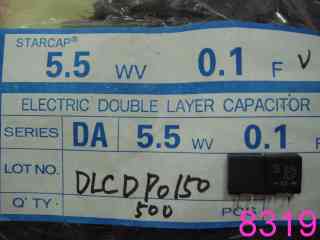 STARCAP®
5.5 WV 0.1 F V
ELECTRIC DOUBLE LAYER CAPACITOR
SERIES DA 5.5 WV 0.1 F
LOT NO. DLCDP0150
Q'TY 500
8319